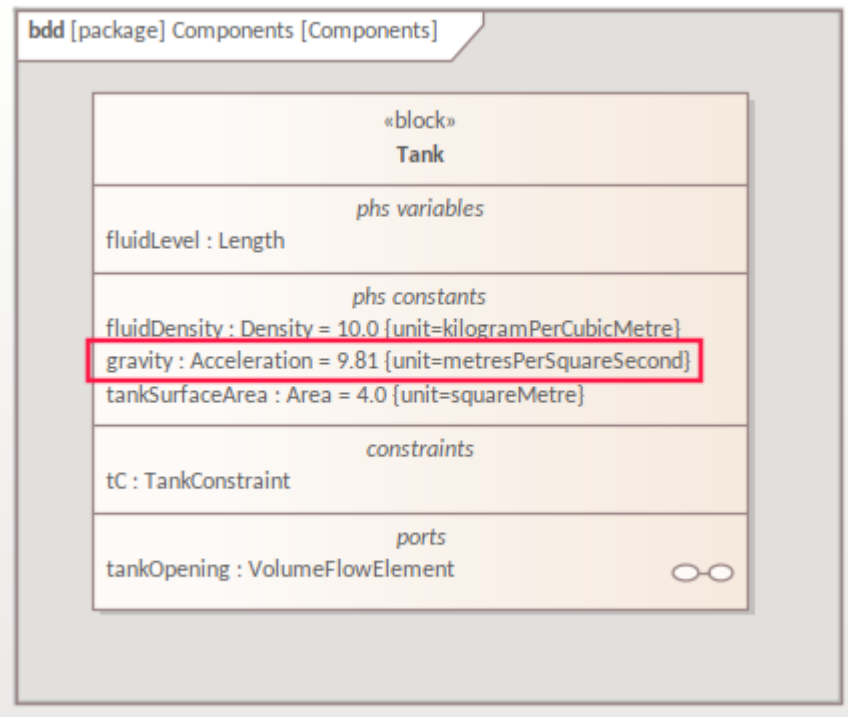 bdd [package] Components [Components]
«block»
Tank
phs variables
fluidLevel : Length
phs constants
fluidDensity : Density = 10.0 {unit=kilogramPerCubicMetre}
gravity : Acceleration = 9.81 {unit=metresPerSquareSecond}
tankSurfaceArea : Area = 4.0 {unit=squareMetre}
constraints
tC : TankConstraint
ports
tankOpening : VolumeFlowElement